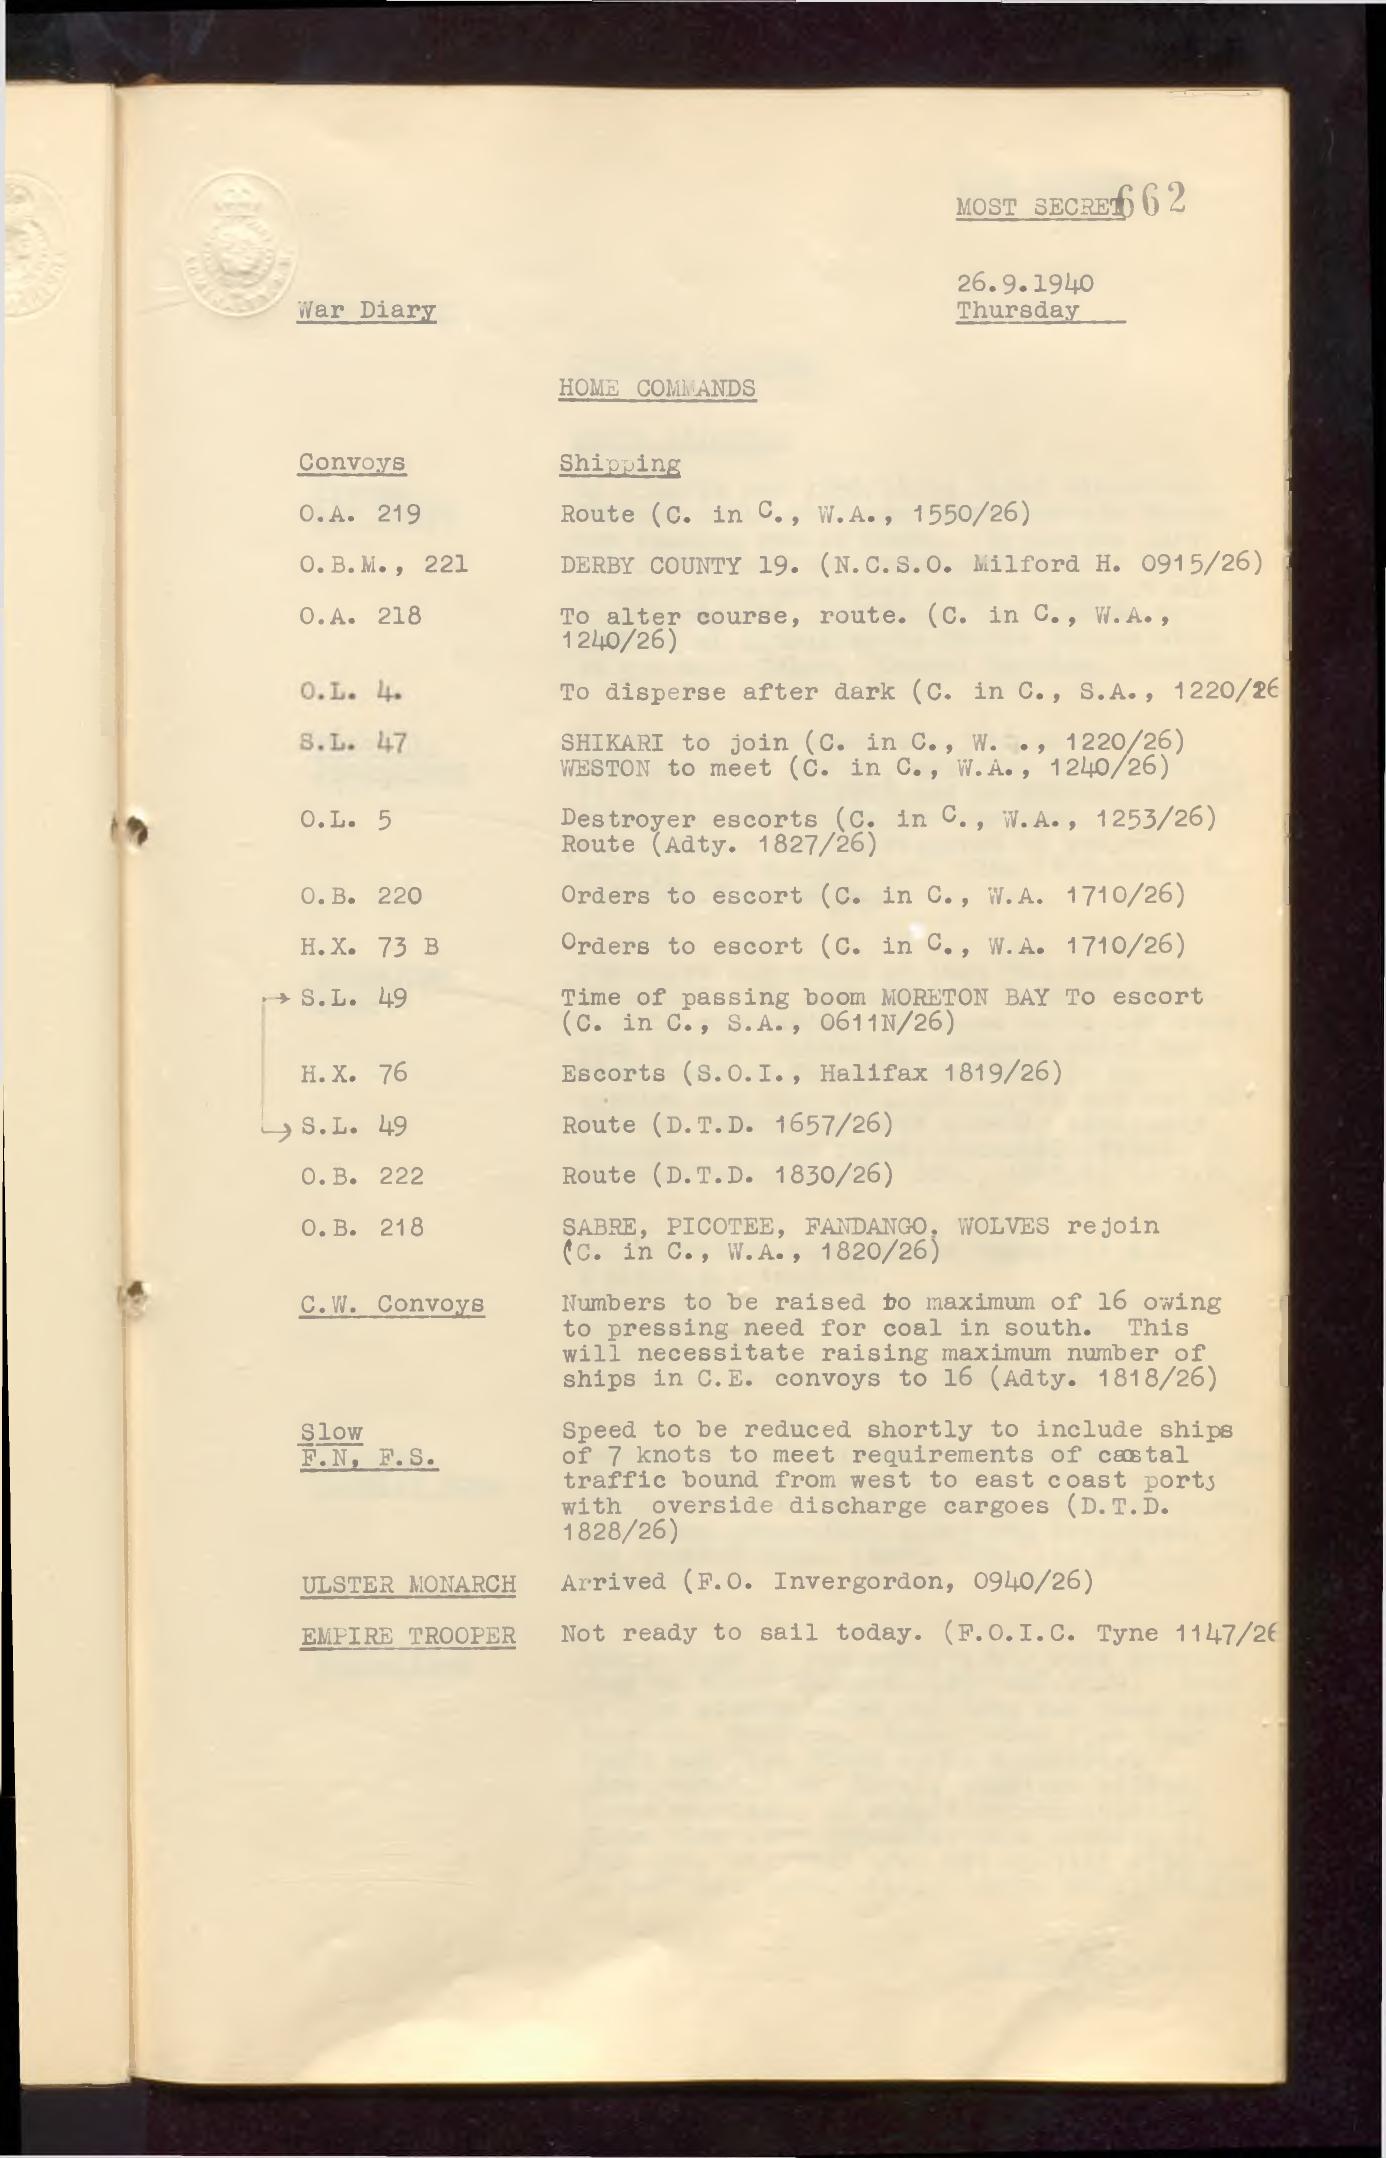 MOST SECRET 662
26.9.1940
War Diary Thursday
HOME COMMANDS
Convoys Shipping
O.A. 219 Route (C. in C., W.A., 1550/26)
O.B.M., 221 DERBY COUNTY 19. (N.C.S.O. Milford H. 0915/26)
O.A. 218 To alter course, route. (C. in C., W.A.,
1240/26)
O.L. 4. To disperse after dark (C. in C., S.A., 1220/26
S.L. 47 SHIKARI to join (C. in C., W. ., 1220/26)
WESTON to meet (C. in C., W.A., 1240/26)
O.L. 5 Destroyer escorts (C. in C., W.A., 1253/26)
Route (Adty. 1827/26)
O.B. 220 Orders to escort (C. in C., W.A. 1710/26)
H.X. 73 B Orders to escort (C. in C., W.A. 1710/26)
→ S.L. 49 Time of passing boom MORETON BAY To escort
(C. in C., S.A., 0611N/26)
H.X. 76 Escorts (S.O.I., Halifax 1819/26)
→ S.L. 49 Route (D.T.D. 1657/26)
O.B. 222 Route (D.T.D. 1830/26)
O.B. 218 SABRE, PICOTEE, FANDANGO, WOLVES rejoin
(C. in C., W.A., 1820/26)
C.W. Convoys Numbers to be raised to maximum of 16 owing
to pressing need for coal in south. This
will necessitate raising maximum number of
ships in C.E. convoys to 16 (Adty. 1818/26)
Slow Speed to be reduced shortly to include ships
F.N, F.S. of 7 knots to meet requirements of coastal
traffic bound from west to east coast ports
with overside discharge cargoes (D.T.D.
1828/26)
ULSTER MONARCH Arrived (F.O. Invergordon, 0940/26)
EMPIRE TROOPER Not ready to sail today. (F.O.I.C. Tyne 1147/26